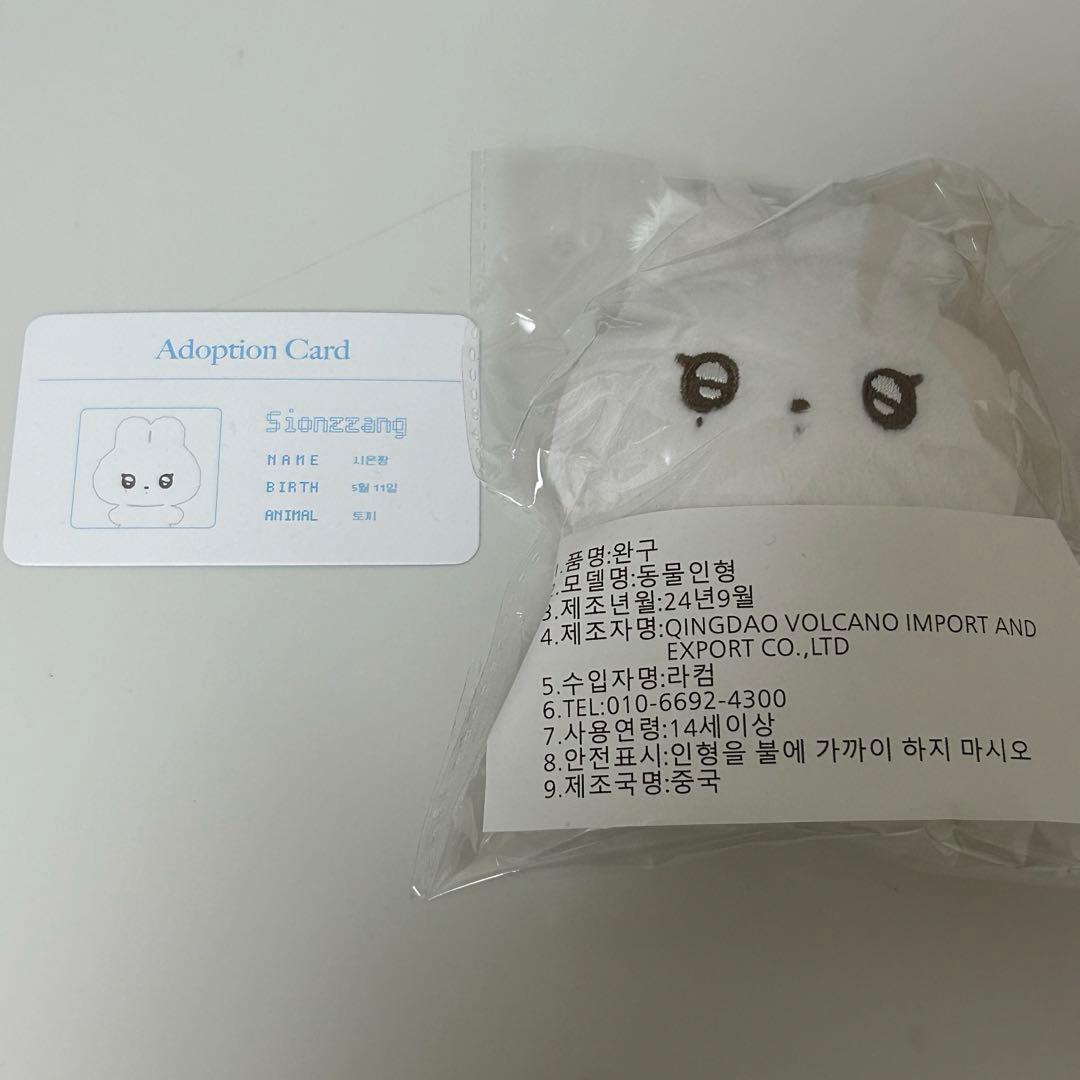 Adoption Card
Sionzzang
NAME 시온짱
BIRTH 5월 11일
ANIMAL 토끼
1.품명:완구
2.모델명:동물인형
3.제조년월:24년9월
4.제조자명:QINGDAO VOLCANO IMPORT AND
EXPORT CO.,LTD
5.수입자명:라컴
6.TEL:010-6692-4300
7.사용연령:14세이상
8.안전표시:인형을 불에 가까이 하지 마시오
9.제조국명:중국